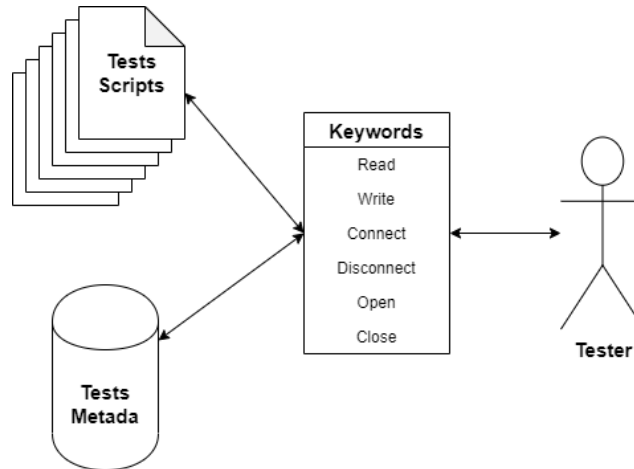 Tests
Scripts
Keywords
Read
Write
Connect
Disconnect
Open
Close
Tester
Tests
Metada